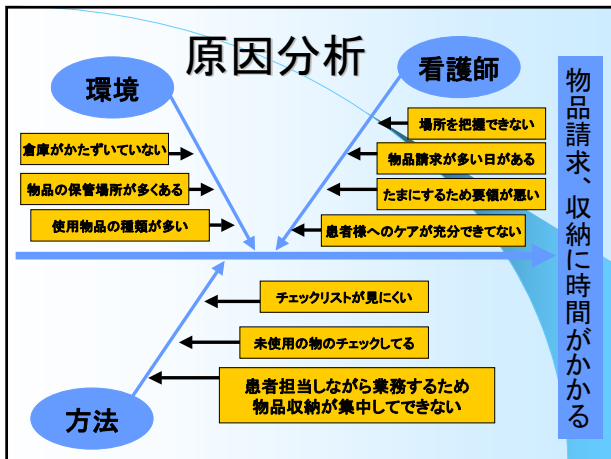 原因分析
環境
看護師
倉庫がかたずいていない
物品の保管場所が多くある
使用物品の種類が多い
場所を把握できない
物品請求が多い日がある
たまにするため要領が悪い
患者様へのケアが充分できてない
物品請求、収納に時間がかかる
チェックリストが見にくい
未使用の物のチェックしてる
患者担当しながら業務するため
物品収納が集中してできない
方法